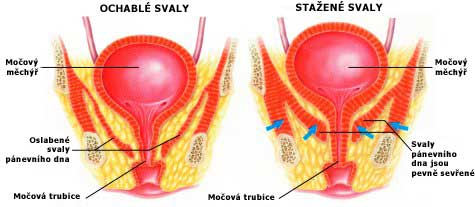 OCHABLÉ SVALY
Močový
měchýř
Oslabené
svaly
pánevního dna
Močová trubice
STAŽENÉ SVALY
Močový
měchýř
Svaly
pánevního
dna jsou
pevně sevřené
Močová trubice